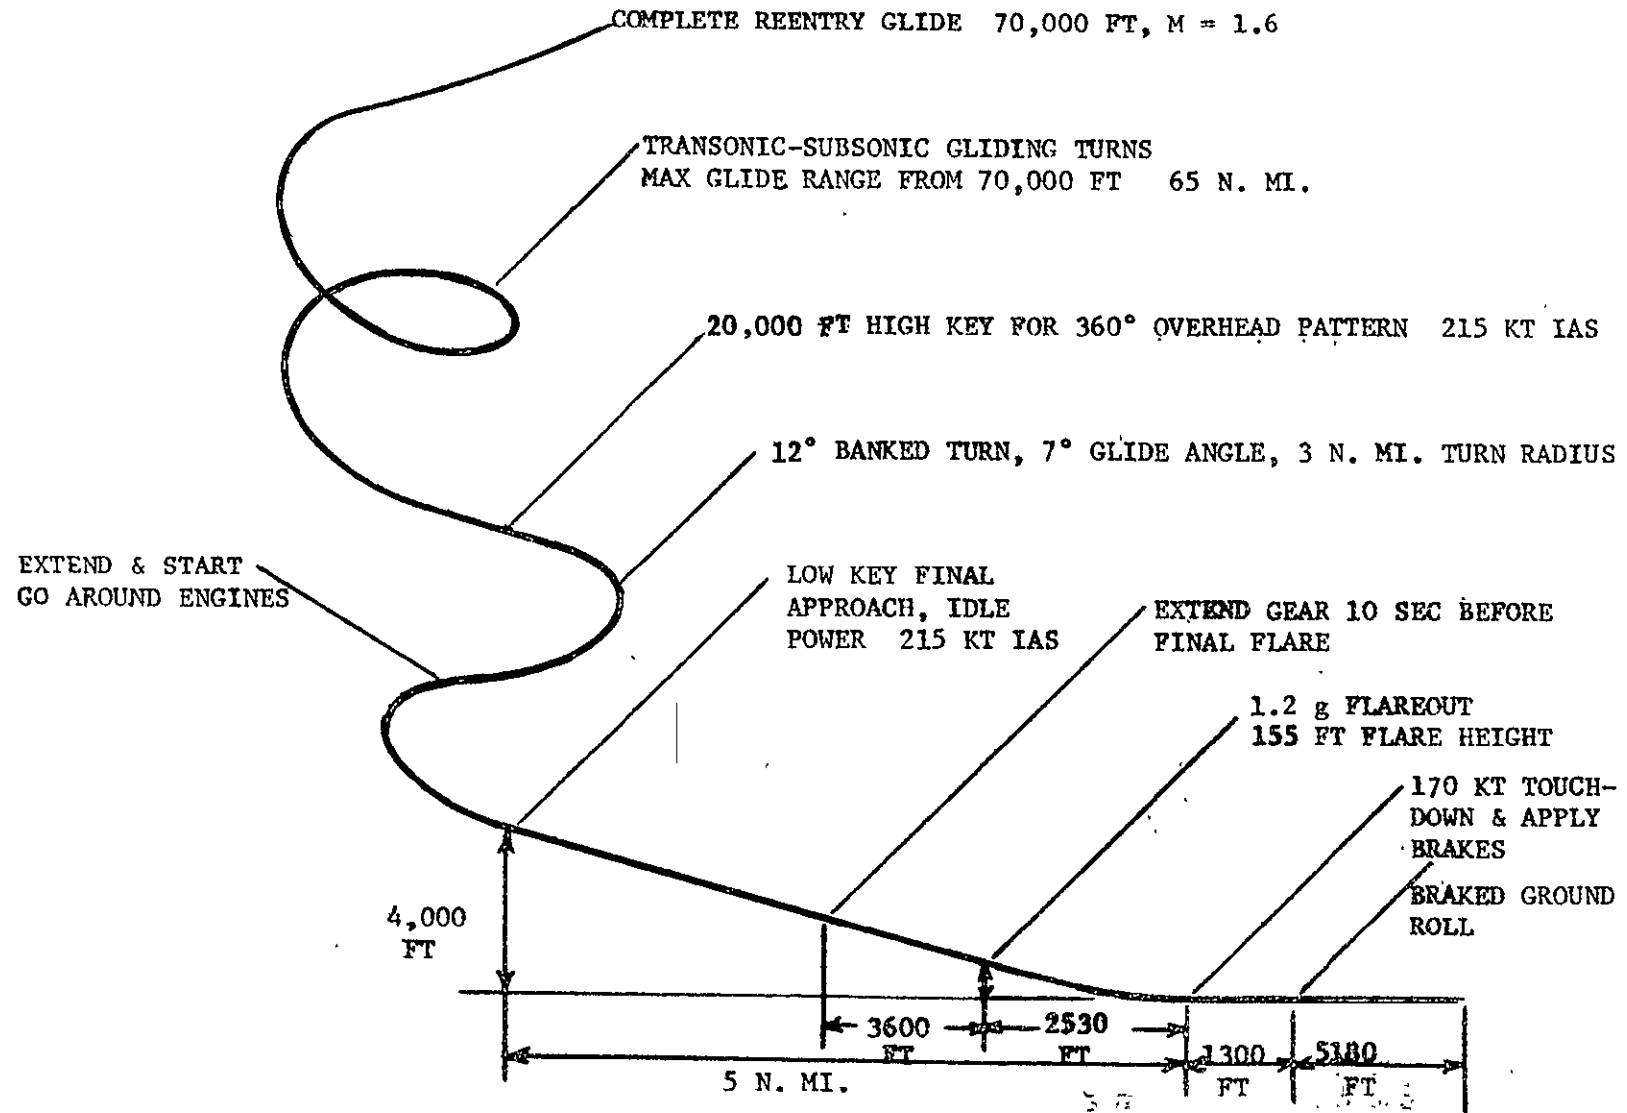 COMPLETE REENTRY GLIDE 70,000 FT, M = 1.6
TRANSONIC-SUBSONIC GLIDING TURNS
MAX GLIDE RANGE FROM 70,000 FT 65 N. MI.
20,000 FT HIGH KEY FOR 360° OVERHEAD PATTERN 215 KT IAS
12° BANKED TURN, 7° GLIDE ANGLE, 3 N. MI. TURN RADIUS
EXTEND & START
GO AROUND ENGINES
LOW KEY FINAL
APPROACH, IDLE
POWER 215 KT IAS
EXTEND GEAR 10 SEC BEFORE
FINAL FLARE
1.2 g FLAREOUT
155 FT FLARE HEIGHT
170 KT TOUCH-
DOWN & APPLY
BRAKES
BRAKED GROUND
ROLL
4,000
FT
3600
FT
2530
FT
1300
FT
5180
FT
5 N. MI.